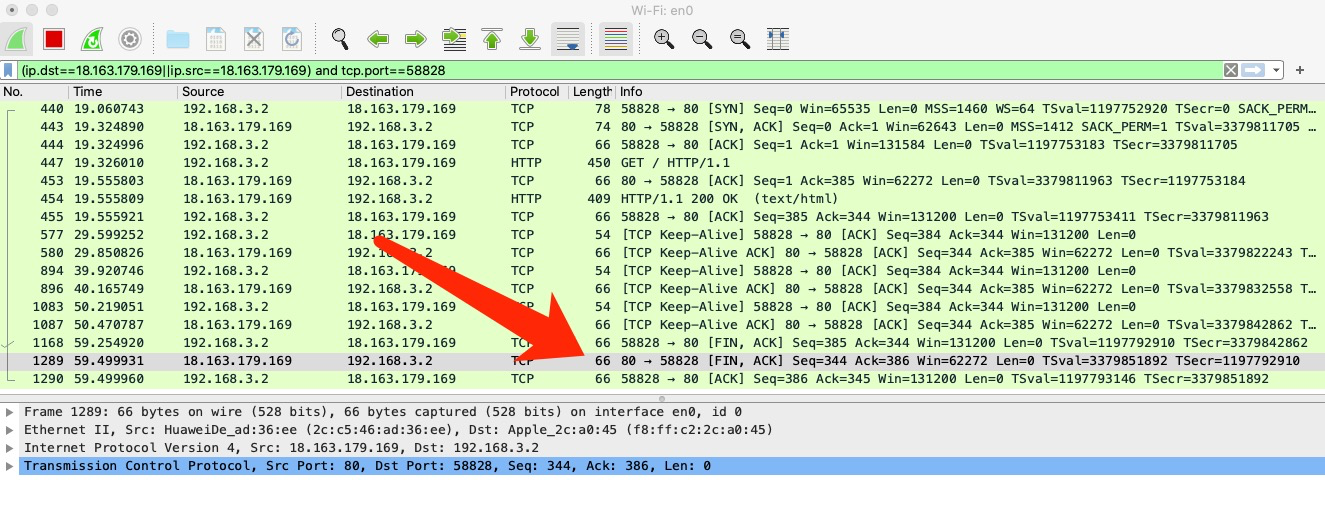 Wi-Fi: en0
(ip.dst==18.163.179.169||ip.src==18.163.179.169) and tcp.port==58828
No. Time Source Destination Protocol Length Info
440 19.060743 192.168.3.2 18.163.179.169 TCP 78 58828 → 80 [SYN] Seq=0 Win=65535 Len=0 MSS=1460 WS=64 TSval=1197752920 TSecr=0 SACK_PERM…
443 19.324890 18.163.179.169 192.168.3.2 TCP 74 80 → 58828 [SYN, ACK] Seq=0 Ack=1 Win=62643 Len=0 MSS=1412 SACK_PERM=1 TSval=3379811705 …
444 19.324996 192.168.3.2 18.163.179.169 TCP 66 58828 → 80 [ACK] Seq=1 Ack=1 Win=131584 Len=0 TSval=1197753183 TSecr=3379811705
447 19.326010 192.168.3.2 18.163.179.169 HTTP 450 GET / HTTP/1.1
453 19.555803 18.163.179.169 192.168.3.2 TCP 66 80 → 58828 [ACK] Seq=1 Ack=385 Win=62272 Len=0 TSval=3379811963 TSecr=1197753184
454 19.555809 18.163.179.169 192.168.3.2 HTTP 409 HTTP/1.1 200 OK (text/html)
455 19.555921 192.168.3.2 18.163.179.169 TCP 66 58828 → 80 [ACK] Seq=385 Ack=344 Win=131200 Len=0 TSval=1197753411 TSecr=3379811963
577 29.599252 192.168.3.2 18.163.179.169 TCP 54 [TCP Keep-Alive] 58828 → 80 [ACK] Seq=384 Ack=344 Win=131200 Len=0
580 29.850826 18.163.179.169 TCP 66 [TCP Keep-Alive ACK] 80 → 58828 [ACK] Seq=344 Ack=385 Win=62272 Len=0 TSval=3379822243 T…
894 39.920746 192.168.3.2 TCP 54 [TCP Keep-Alive] 58828 → 80 [ACK] Seq=384 Ack=344 Win=131200 Len=0
896 40.165749 18.163.179.169 192.168.3.2 TCP 66 [TCP Keep-Alive ACK] 80 → 58828 [ACK] Seq=344 Ack=385 Win=62272 Len=0 TSval=3379832558 T…
1083 50.219051 192.168.3.2 18.163.179.169 54 [TCP Keep-Alive] 58828 → 80 [ACK] Seq=384 Ack=344 Win=131200 Len=0
1087 50.470787 18.163.179.169 192.168.3.2 66 [TCP Keep-Alive ACK] 80 → 58828 [ACK] Seq=344 Ack=385 Win=62272 Len=0 TSval=3379842862 T…
1168 59.254920 192.168.3.2 18.163.179.169 66 58828 → 80 [FIN, ACK] Seq=385 Ack=344 Win=131200 Len=0 TSval=1197792910 TSecr=3379842862
1289 59.499931 18.163.179.169 192.168.3.2 66 80 → 58828 [FIN, ACK] Seq=344 Ack=386 Win=62272 Len=0 TSval=3379851892 TSecr=1197792910
1290 59.499960 192.168.3.2 18.163.179.169 TCP 66 58828 → 80 [ACK] Seq=386 Ack=345 Win=131200 Len=0 TSval=1197793146 TSecr=3379851892
Frame 1289: 66 bytes on wire (528 bits), 66 bytes captured (528 bits) on interface en0, id 0
Ethernet II, Src: HuaweiDe_ad:36:ee (2c:c5:46:ad:36:ee), Dst: Apple_2c:a0:45 (f8:ff:c2:2c:a0:45)
Internet Protocol Version 4, Src: 18.163.179.169, Dst: 192.168.3.2
Transmission Control Protocol, Src Port: 80, Dst Port: 58828, Seq: 344, Ack: 386, Len: 0